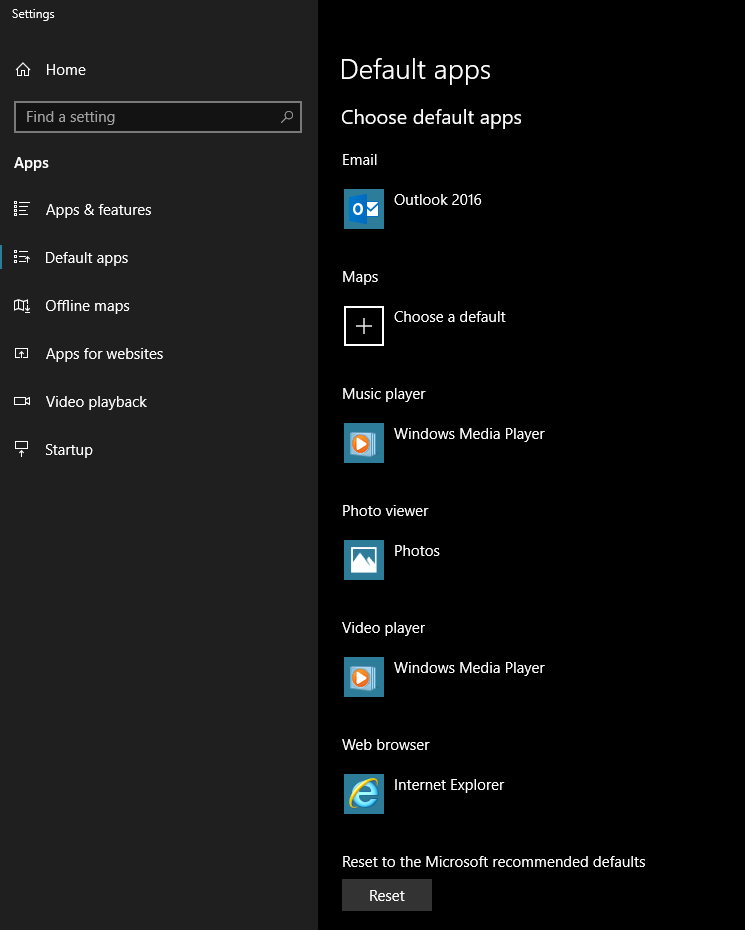 Settings
Home
Find a setting
Apps
Apps & features
Default apps
Offline maps
Apps for websites
Video playback
Startup
Default apps
Choose default apps
Email
Outlook 2016
Maps
Choose a default
Music player
Windows Media Player
Photo viewer
Photos
Video player
Windows Media Player
Web browser
Internet Explorer
Reset to the Microsoft recommended defaults
Reset